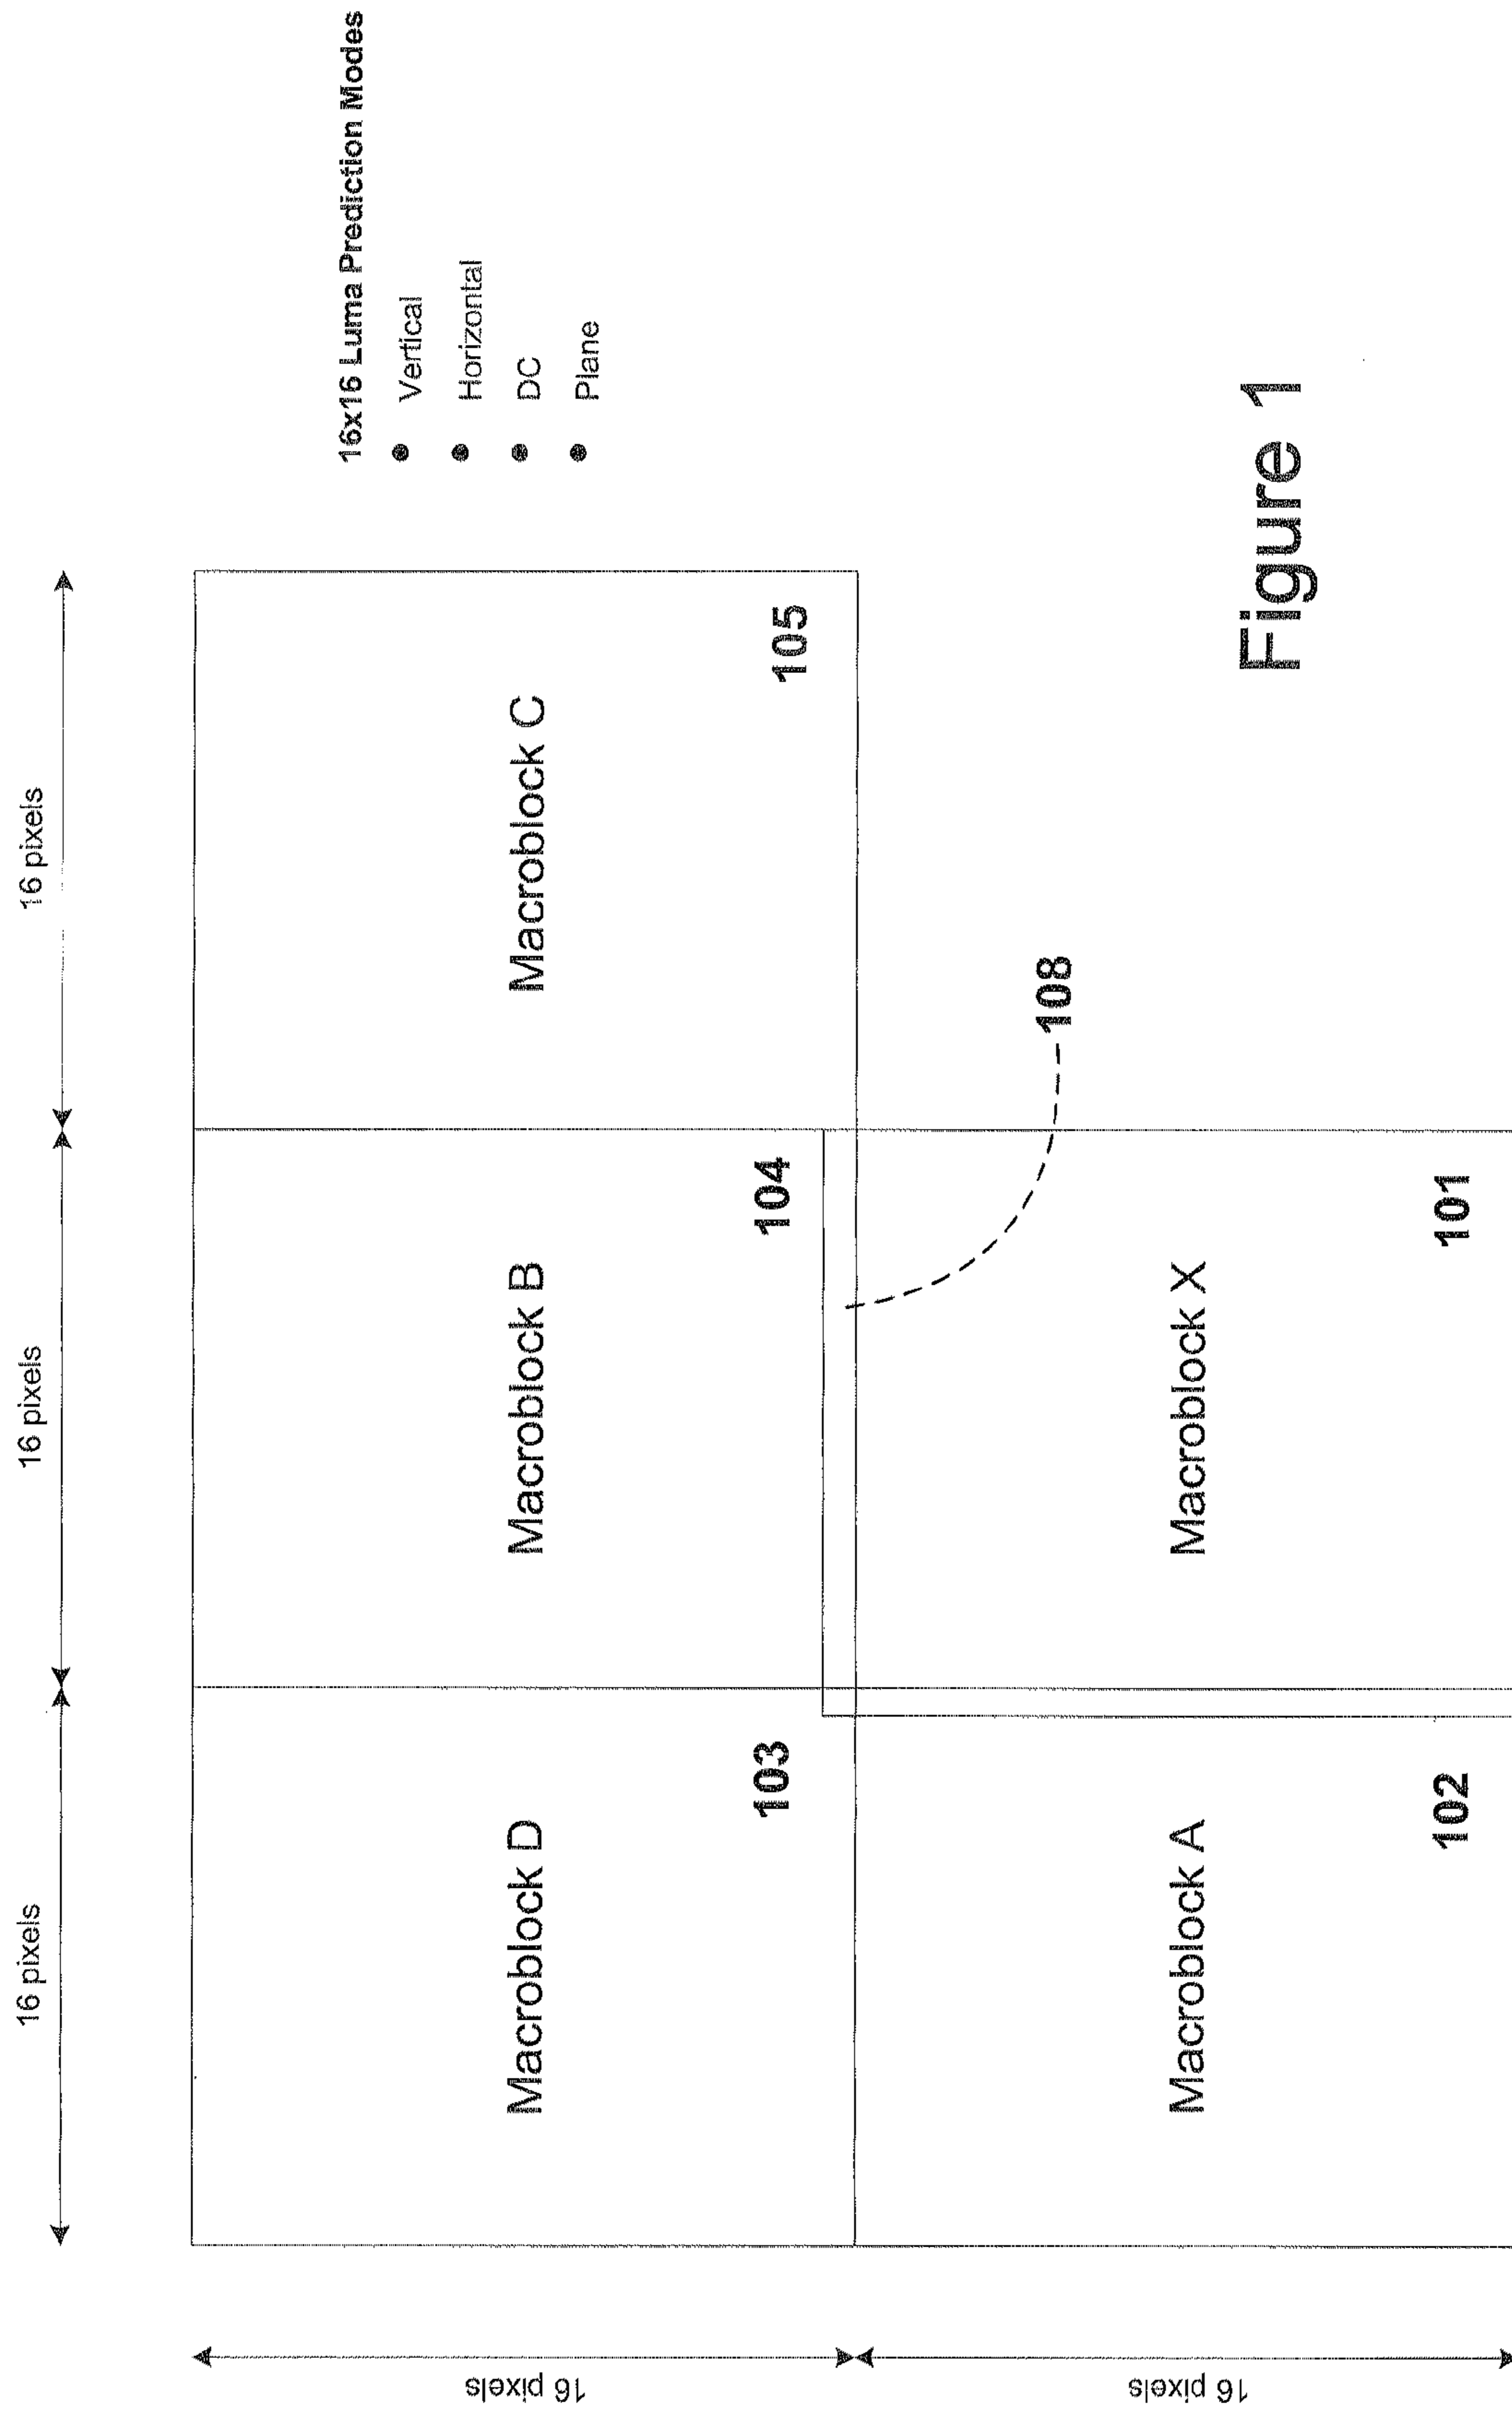 16 pixels
16 pixels
16 pixels
16 pixels
16 pixels
Macroblock D
103
Macroblock B
104
Macroblock C
105
Macroblock A
102
Macroblock X
101
108
16x16 Luma Prediction Modes
● Vertical
● Horizontal
● DC
● Plane
Figure 1